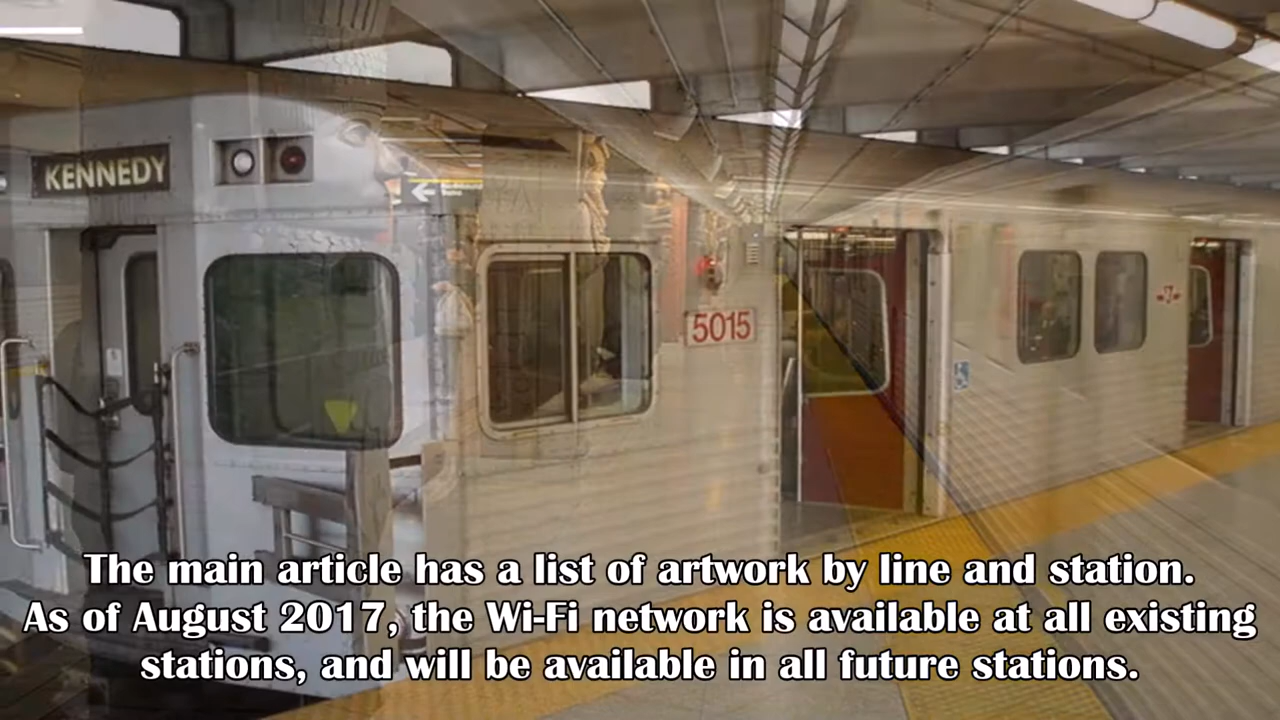 KENNEDY
5015
The main article has a list of artwork by line and station.
As of August 2017, the Wi-Fi network is available at all existing
stations, and will be available in all future stations.